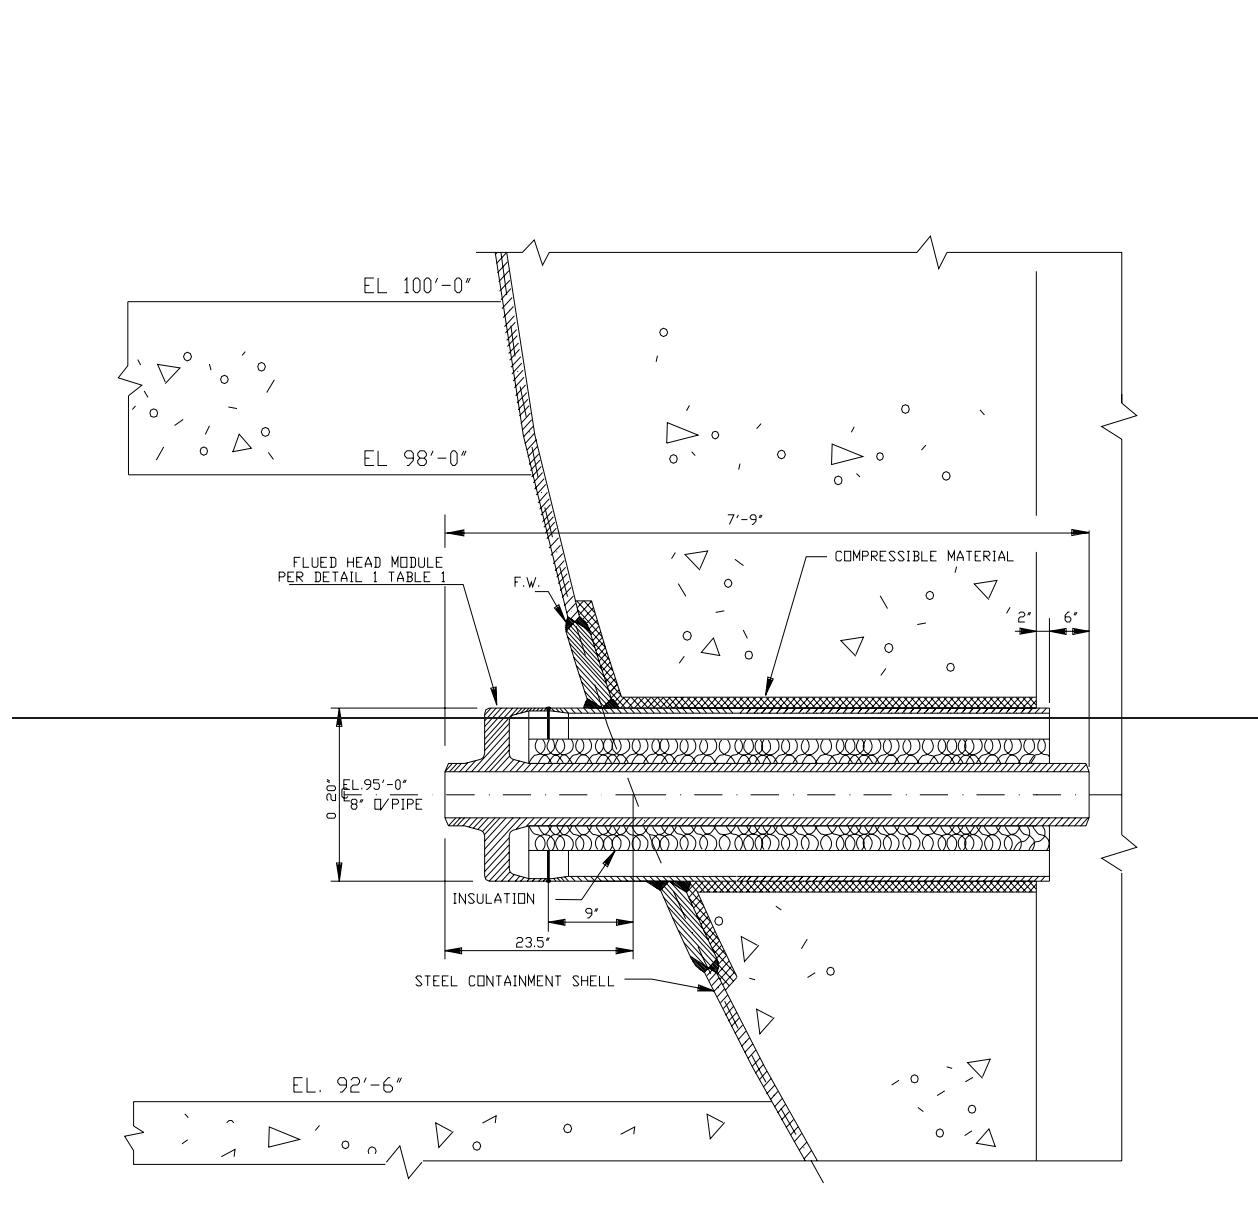 EL 100'-0"
EL 98'-0"
7'-9"
FLUED HEAD MODULE
PER DETAIL 1 TABLE 1
COMPRESSIBLE MATERIAL
F.W.
2"
6"
O 20"
EL.95'-0"
8" O/PIPE
INSULATION
9"
23.5"
STEEL CONTAINMENT SHELL
EL. 92'-6"